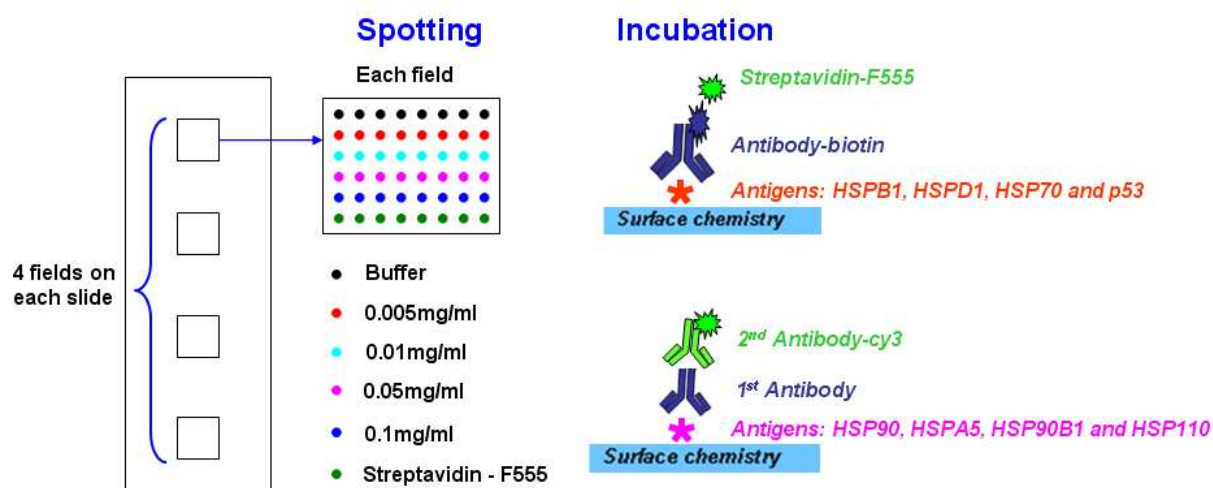 Spotting
Each field
4 fields on
each slide
Buffer
0.005mg/ml
0.01mg/ml
0.05mg/ml
0.1mg/ml
Streptavidin - F555
Incubation
Streptavidin-F555
Antibody-biotin
Antigens: HSPB1, HSPD1, HSP70 and p53
Surface chemistry
2nd Antibody-cy3
1st Antibody
Antigens: HSP90, HSPA5, HSP90B1 and HSP110
Surface chemistry